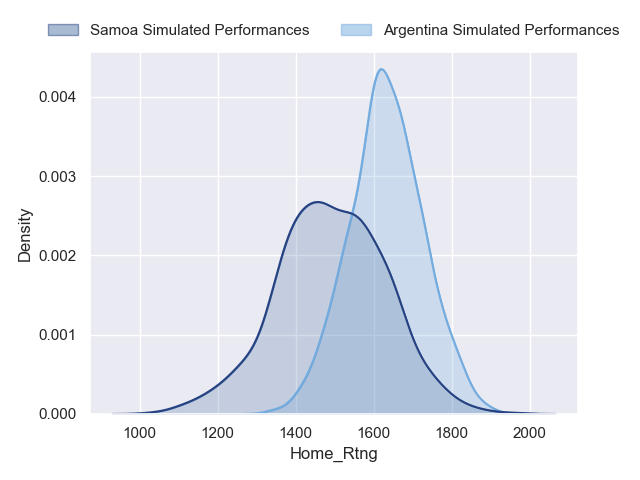 Samoa Simulated Performances Argentina Simulated Performances
0.004
0.003
0.002
0.001
0.000
Density
1000 1200 1400 1600 1800 2000
Home_Rtng